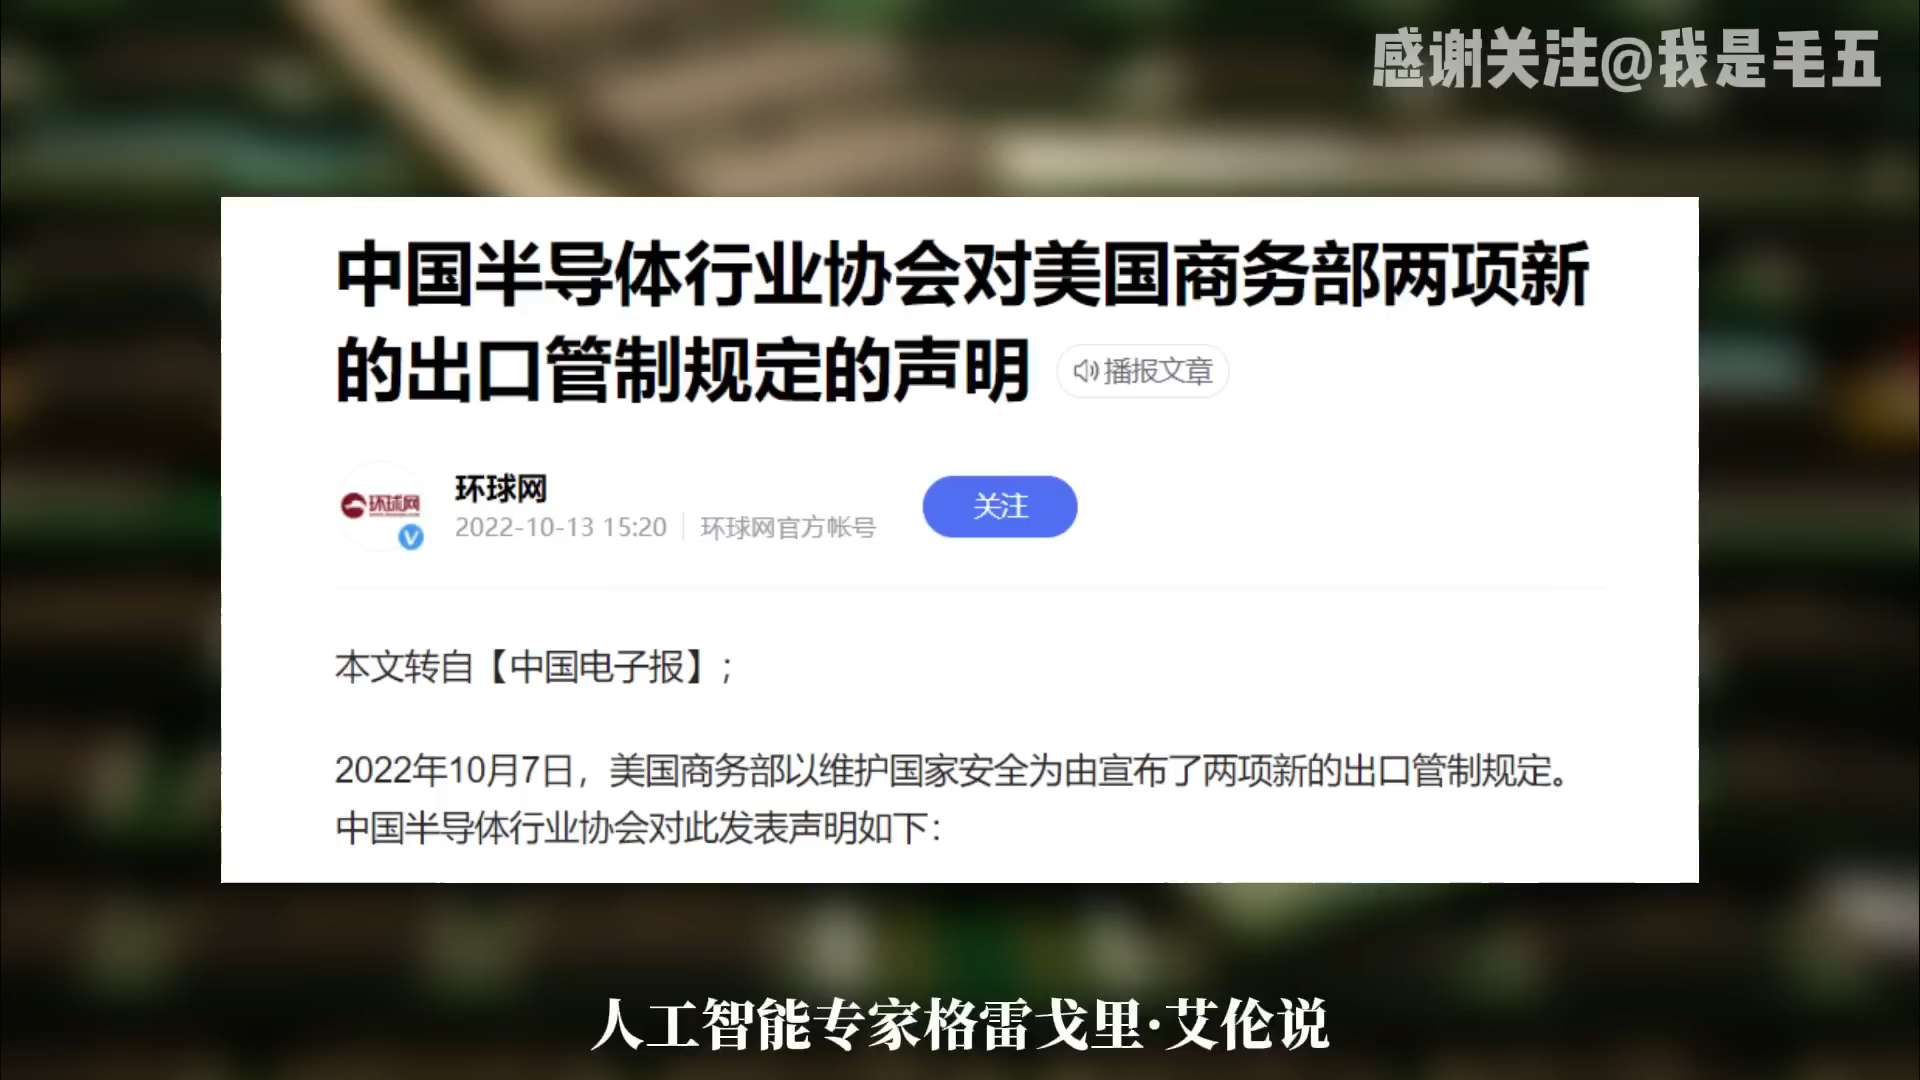 感谢关注@我是毛五
中国半导体行业协会对美国商务部两项新
的出口管制规定的声明
播报文章
环球网
环球网
2022-10-13 15:20
环球网官方帐号
关注
本文转自【中国电子报】；
2022年10月7日，美国商务部以维护国家安全为由宣布了两项新的出口管制规定。
中国半导体行业协会对此发表声明如下：
人工智能专家格雷戈里·艾伦说